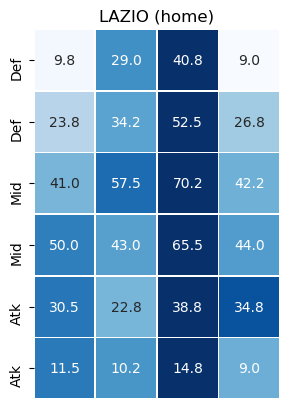 LAZIO (home)
Def 9.8 29.0 40.8 9.0
Def 23.8 34.2 52.5 26.8
Mid 41.0 57.5 70.2 42.2
Mid 50.0 43.0 65.5 44.0
Atk 30.5 22.8 38.8 34.8
Atk 11.5 10.2 14.8 9.0